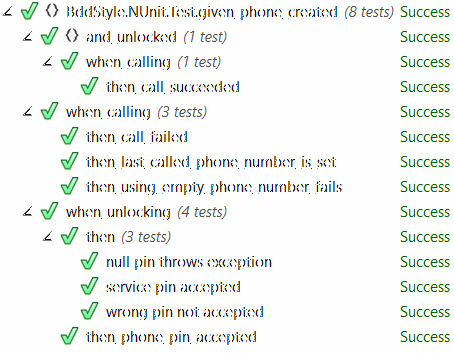 BddStyle.NUnit.Test.given_phone_created (8 tests) Success
and_unlocked (1 test) Success
when_calling (1 test) Success
then_call_succeeded Success
when_calling (3 tests) Success
then_call_failed Success
then_last_called_phone_number_is_set Success
then_using_empty_phone_number_fails Success
when_unlocking (4 tests) Success
then (3 tests) Success
null pin throws exception Success
service pin accepted Success
wrong pin not accepted Success
then_phone_pin_accepted Success